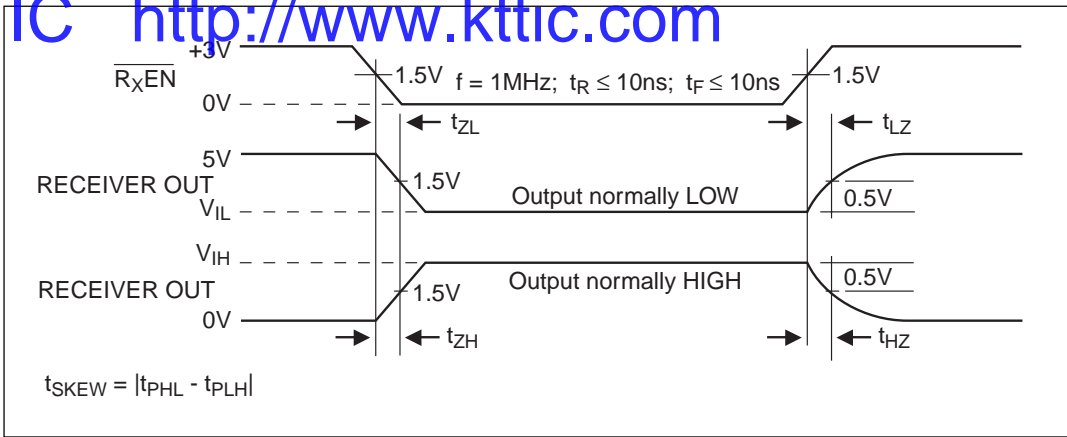 IC http://www.kttic.com
+3V
RXEN
1.5V f = 1MHz; tR ≤ 10ns; tF ≤ 10ns 1.5V
0V
tZL tLZ
5V
RECEIVER OUT 1.5V Output normally LOW 0.5V
VIL
VIH
RECEIVER OUT 1.5V Output normally HIGH 0.5V
0V
tZH tHZ
tSKEW = |tPHL - tPLH|